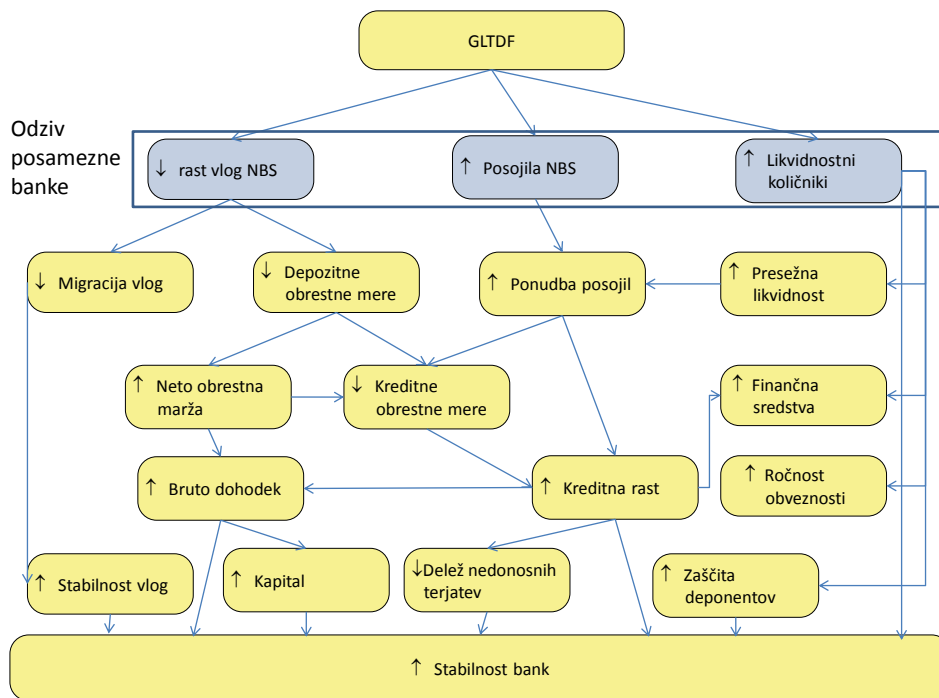 GLTDF
Odziv
posamezne
banke
↓ rast vlog NBS
↑ Posojila NBS
↑ Likvidnostni
količniki
↓ Migracija vlog
↓ Depozitne
obrestne mere
↑ Ponudba posojil
↑ Presežna
likvidnost
↑ Neto obrestna
marža
↓ Kreditne
obrestne mere
↑ Finančna
sredstva
↑ Bruto dohodek
↑ Kreditna rast
↑ Ročnost
obveznosti
↑ Stabilnost vlog
↑ Kapital
↓Delež nedonosnih
terjatev
↑ Zaščita
deponentov
↑ Stabilnost bank